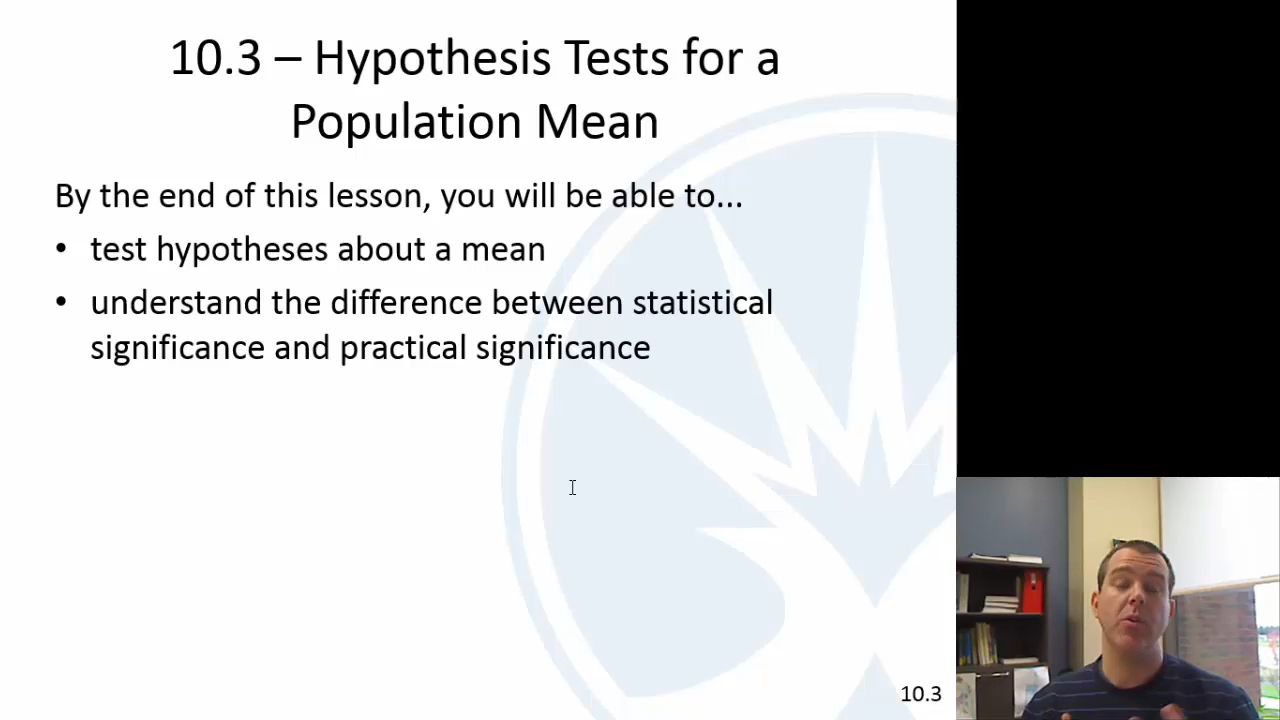 10.3 – Hypothesis Tests for a
Population Mean
By the end of this lesson, you will be able to...
• test hypotheses about a mean
• understand the difference between statistical
significance and practical significance
10.3